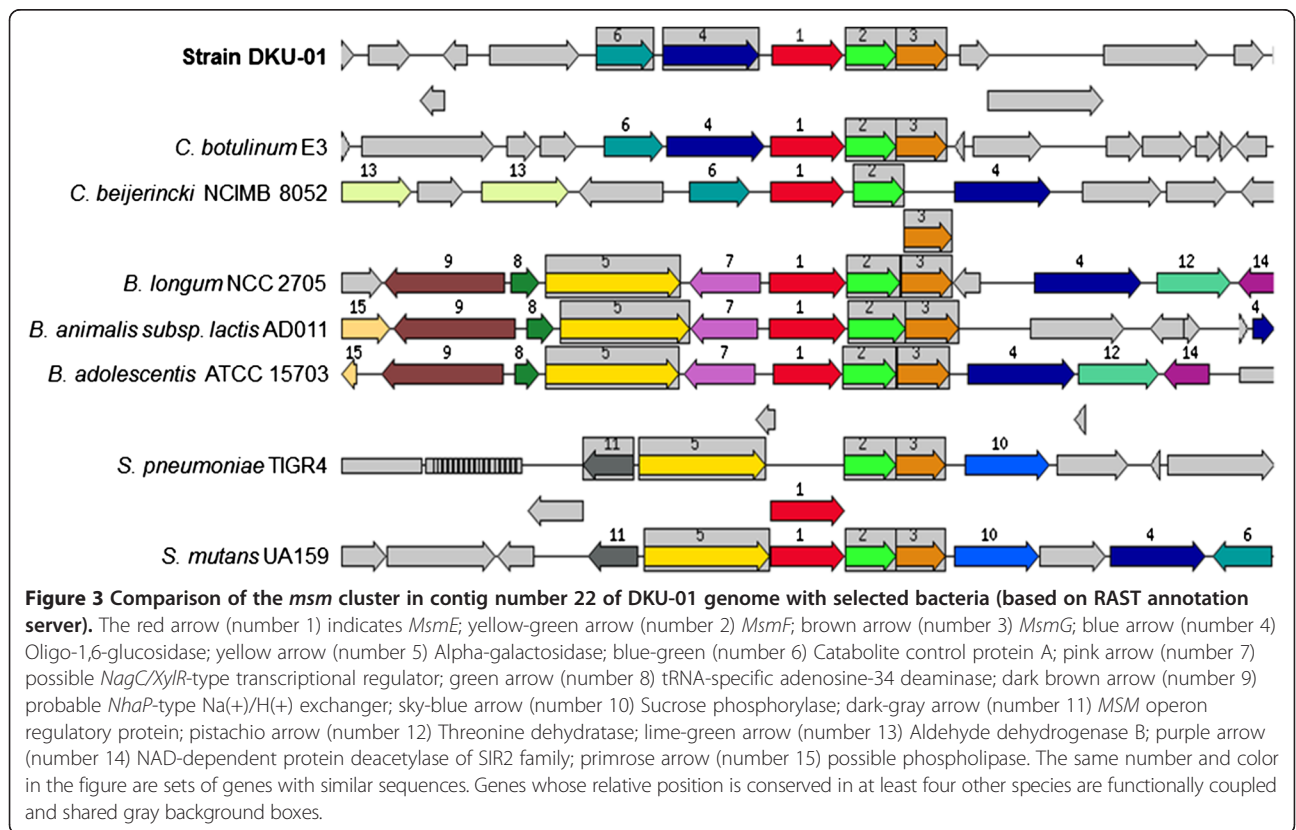 6 4 1 2 3
Strain DKU-01
6 4 1 2 3
C. botulinum E3
13 13 6 1 2 4
C. beijerincki NCIMB 8052
3
9 8 5 7 1 2 3 4 12 14
B. longum NCC 2705
15 9 8 5 7 1 2 3 4
B. animalis subsp. lactis AD011
15 9 8 5 7 1 2 3 4 12 14
B. adolescentis ATCC 15703
11 5 2 3 10
S. pneumoniae TIGR4
1
11 5 1 2 3 10 4 6
S. mutans UA159
Figure 3 Comparison of the msm cluster in contig number 22 of DKU-01 genome with selected bacteria (based on RAST annotation
server). The red arrow (number 1) indicates MsmE; yellow-green arrow (number 2) MsmF; brown arrow (number 3) MsmG; blue arrow (number 4)
Oligo-1,6-glucosidase; yellow arrow (number 5) Alpha-galactosidase; blue-green (number 6) Catabolite control protein A; pink arrow (number 7)
possible NagC/XylR-type transcriptional regulator; green arrow (number 8) tRNA-specific adenosine-34 deaminase; dark brown arrow (number 9)
probable NhaP-type Na(+)/H(+) exchanger; sky-blue arrow (number 10) Sucrose phosphorylase; dark-gray arrow (number 11) MSM operon
regulatory protein; pistachio arrow (number 12) Threonine dehydratase; lime-green arrow (number 13) Aldehyde dehydrogenase B; purple arrow
(number 14) NAD-dependent protein deacetylase of SIR2 family; primrose arrow (number 15) possible phospholipase. The same number and color
in the figure are sets of genes with similar sequences. Genes whose relative position is conserved in at least four other species are functionally coupled
and shared gray background boxes.